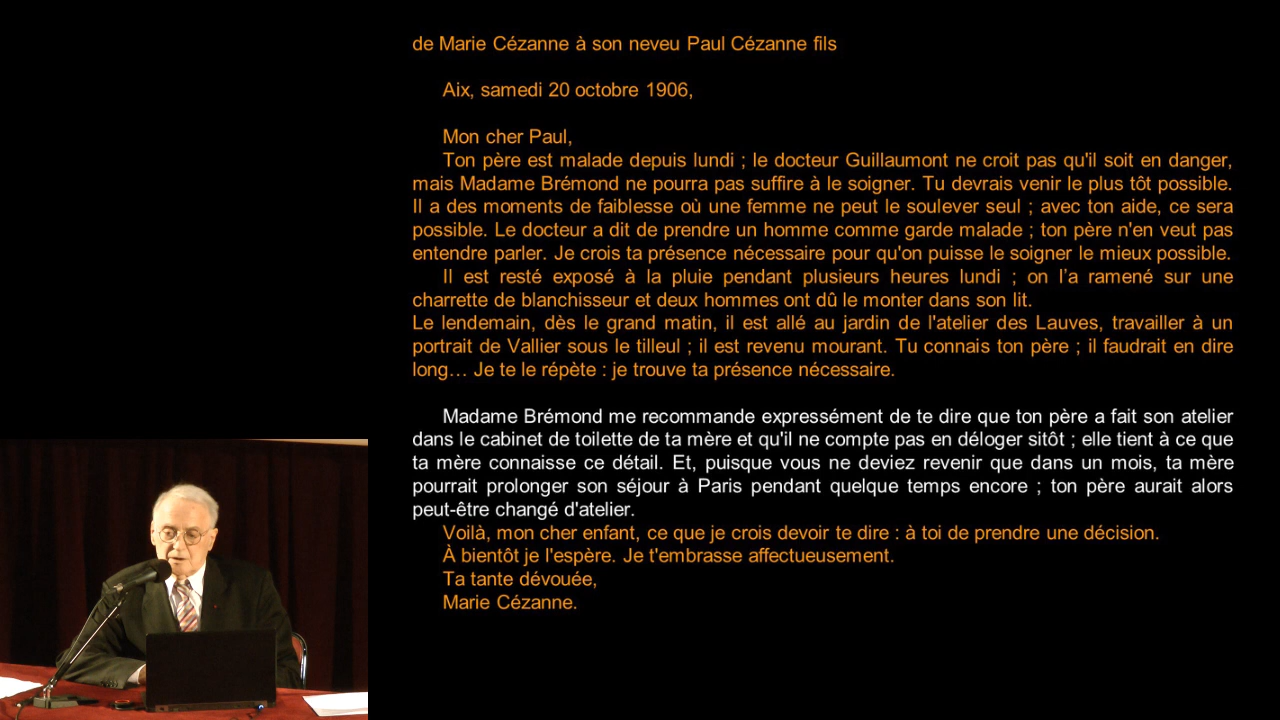 de Marie Cézanne à son neveu Paul Cézanne fils
Aix, samedi 20 octobre 1906,
Mon cher Paul,
Ton père est malade depuis lundi ; le docteur Guillaumont ne croit pas qu'il soit en danger,
mais Madame Brémond ne pourra pas suffire à le soigner. Tu devrais venir le plus tôt possible.
Il a des moments de faiblesse où une femme ne peut le soulever seul ; avec ton aide, ce sera
possible. Le docteur a dit de prendre un homme comme garde malade ; ton père n'en veut pas
entendre parler. Je crois ta présence nécessaire pour qu'on puisse le soigner le mieux possible.
Il est resté exposé à la pluie pendant plusieurs heures lundi ; on l’a ramené sur une
charrette de blanchisseur et deux hommes ont dû le monter dans son lit.
Le lendemain, dès le grand matin, il est allé au jardin de l'atelier des Lauves, travailler à un
portrait de Vallier sous le tilleul ; il est revenu mourant. Tu connais ton père ; il faudrait en dire
long… Je te le répète : je trouve ta présence nécessaire.
Madame Brémond me recommande expressément de te dire que ton père a fait son atelier
dans le cabinet de toilette de ta mère et qu'il ne compte pas en déloger sitôt ; elle tient à ce que
ta mère connaisse ce détail. Et, puisque vous ne deviez revenir que dans un mois, ta mère
pourrait prolonger son séjour à Paris pendant quelque temps encore ; ton père aurait alors
peut-être changé d'atelier.
Voilà, mon cher enfant, ce que je crois devoir te dire : à toi de prendre une décision.
À bientôt je l'espère. Je t'embrasse affectueusement.
Ta tante dévouée,
Marie Cézanne.